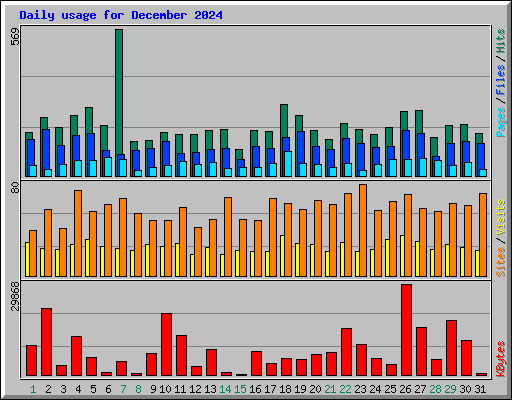 Daily usage for December 2024
569
Pages / Files / Hits
80
Sites / Visits
29868
KBytes
1 2 3 4 5 6 7 8 9 10 11 12 13 14 15 16 17 18 19 20 21 22 23 24 25 26 27 28 29 30 31